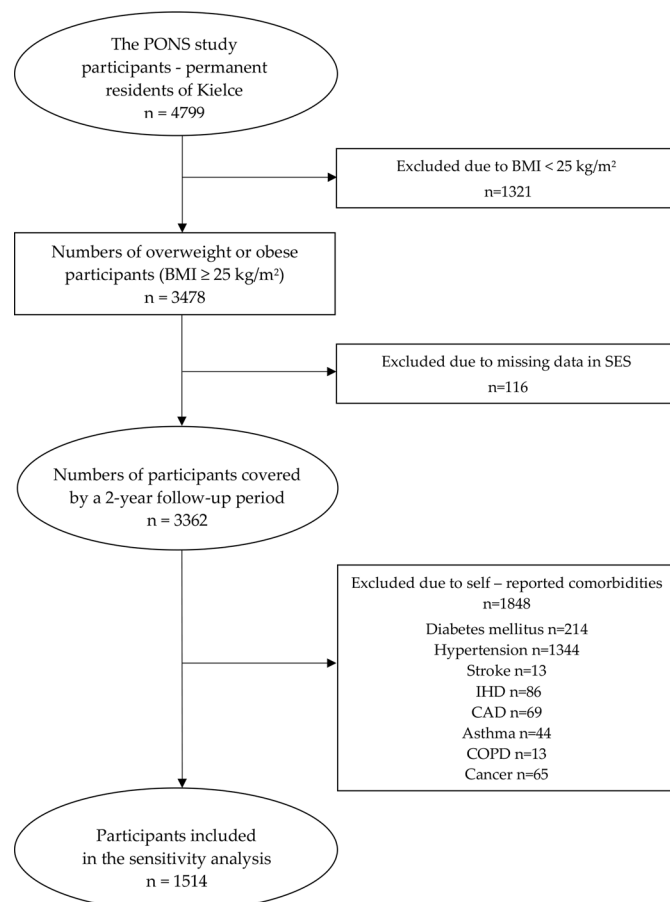 The PONS study
participants - permanent
residents of Kielce
n = 4799
Excluded due to BMI < 25 kg/m²
n=1321
Numbers of overweight or obese
participants (BMI ≥ 25 kg/m²)
n = 3478
Excluded due to missing data in SES
n=116
Numbers of participants covered
by a 2-year follow-up period
n = 3362
Excluded due to self – reported comorbidities
n=1848
Diabetes mellitus n=214
Hypertension n=1344
Stroke n=13
IHD n=86
CAD n=69
Asthma n=44
COPD n=13
Cancer n=65
Participants included
in the sensitivity analysis
n = 1514